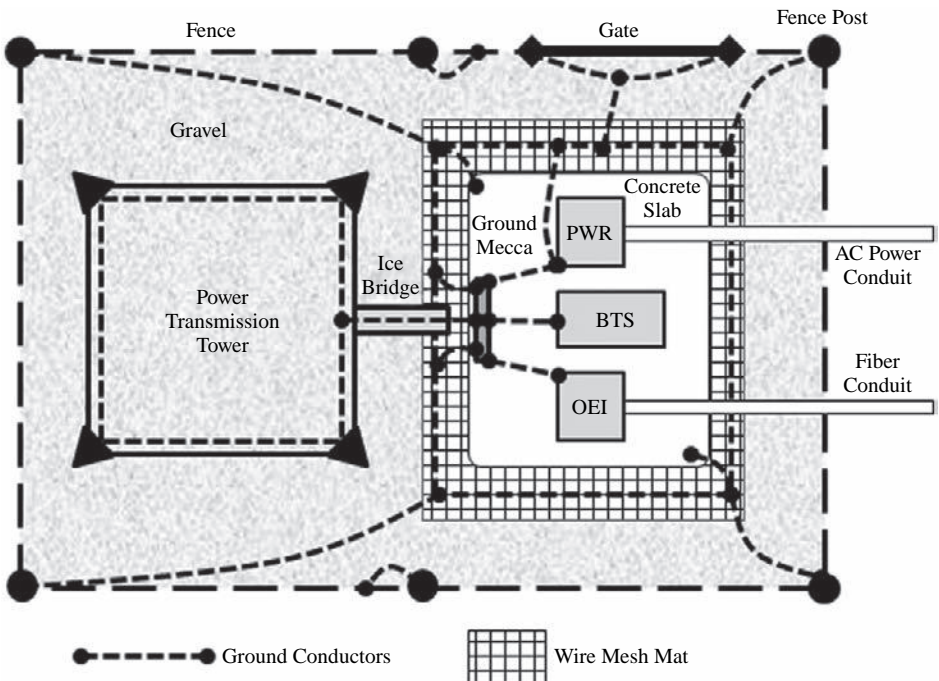 Fence
Gate
Fence Post
Gravel
Concrete
Slab
Ground
Mecca
PWR
AC Power
Conduit
Ice
Bridge
Power
Transmission
Tower
BTS
Fiber
Conduit
OEI
Ground Conductors
Wire Mesh Mat